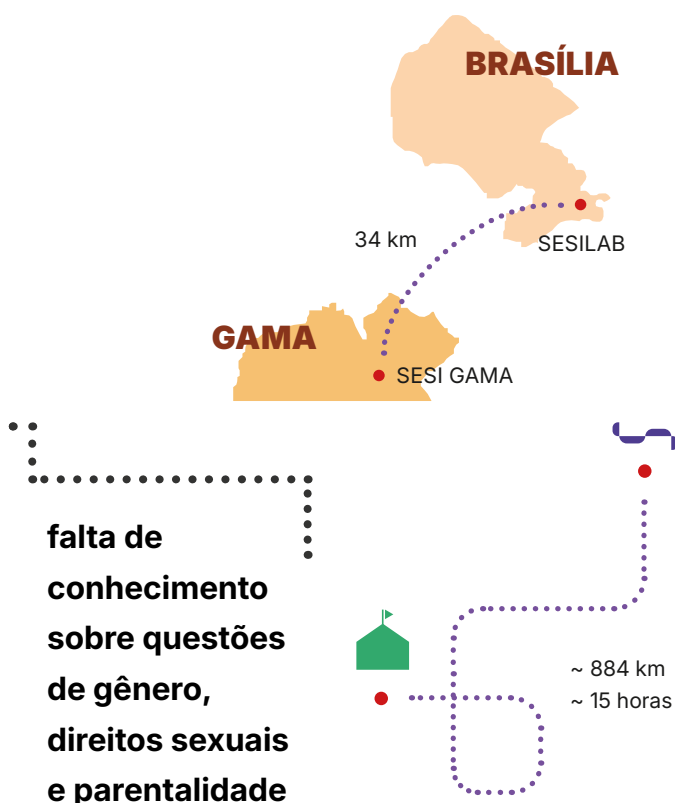 BRASÍLIA
34 km
SESILAB
GAMA
SESI GAMA
falta de
conhecimento
sobre questões
de gênero,
direitos sexuais
e parentalidade
~ 884 km
~ 15 horas